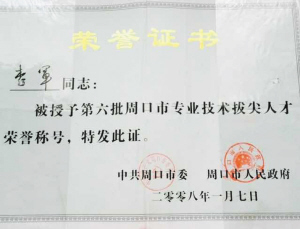 荣誉证书
李军 同志：
被授予第六批周口市专业技术拔尖人才
荣誉称号，特发此证。
中共周口市委 周口市人民政府
二零零八年一月七日